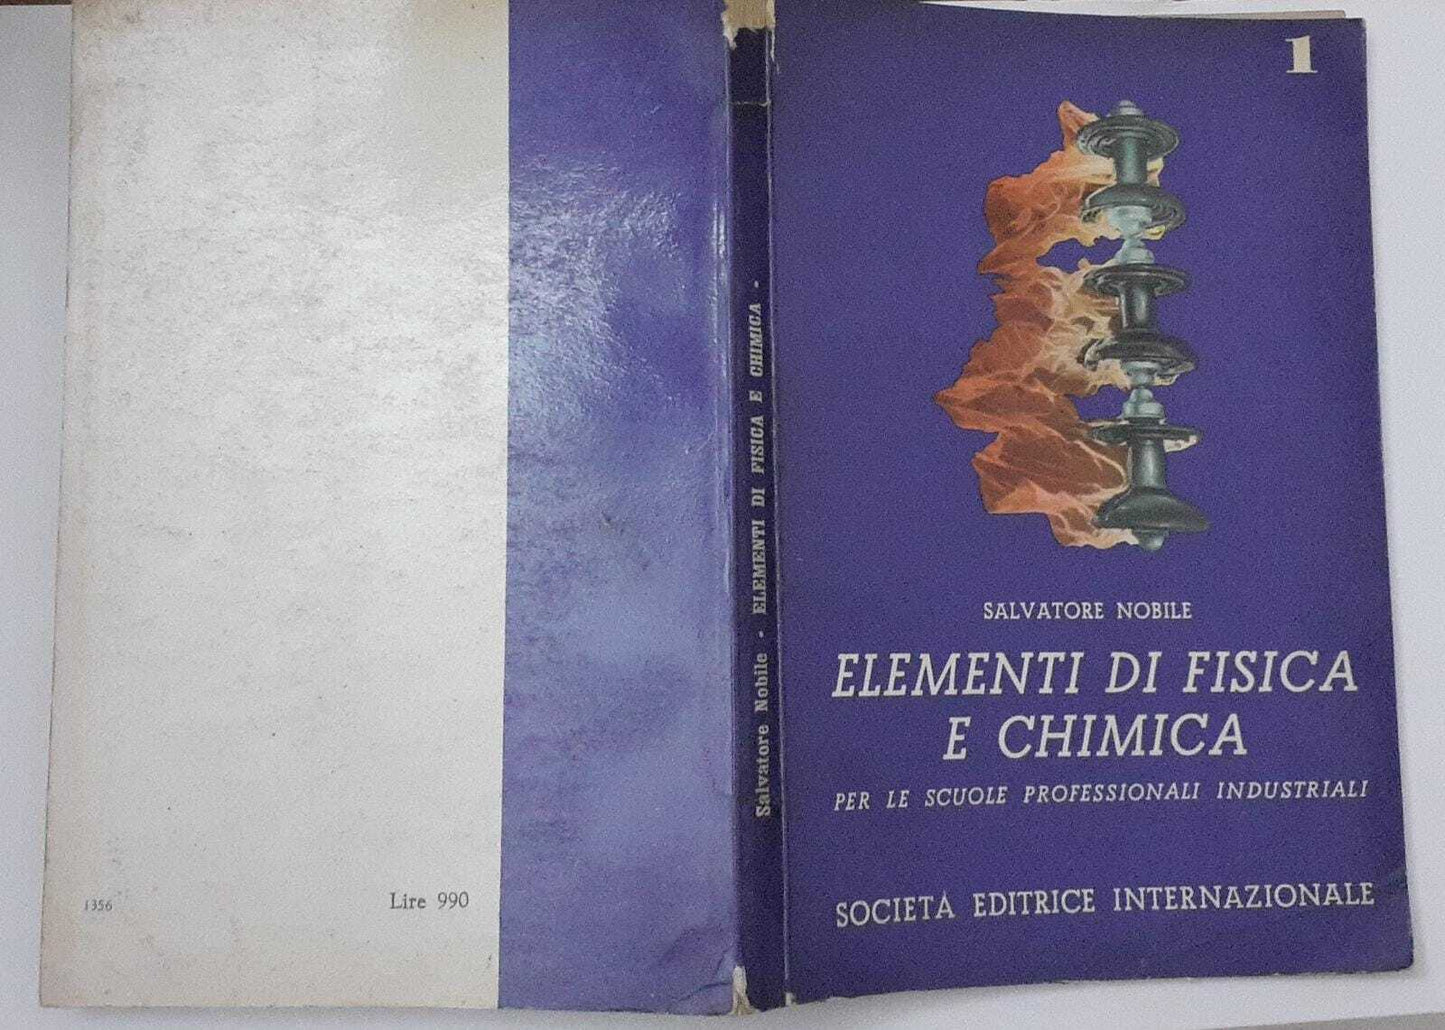 1
SALVATORE NOBILE
ELEMENTI DI FISICA
E CHIMICA
PER LE SCUOLE PROFESSIONALI INDUSTRIALI
SOCIETÀ EDITRICE INTERNAZIONALE
Salvatore Nobile - ELEMENTI DI FISICA E CHIMICA -
1356
Lire 990